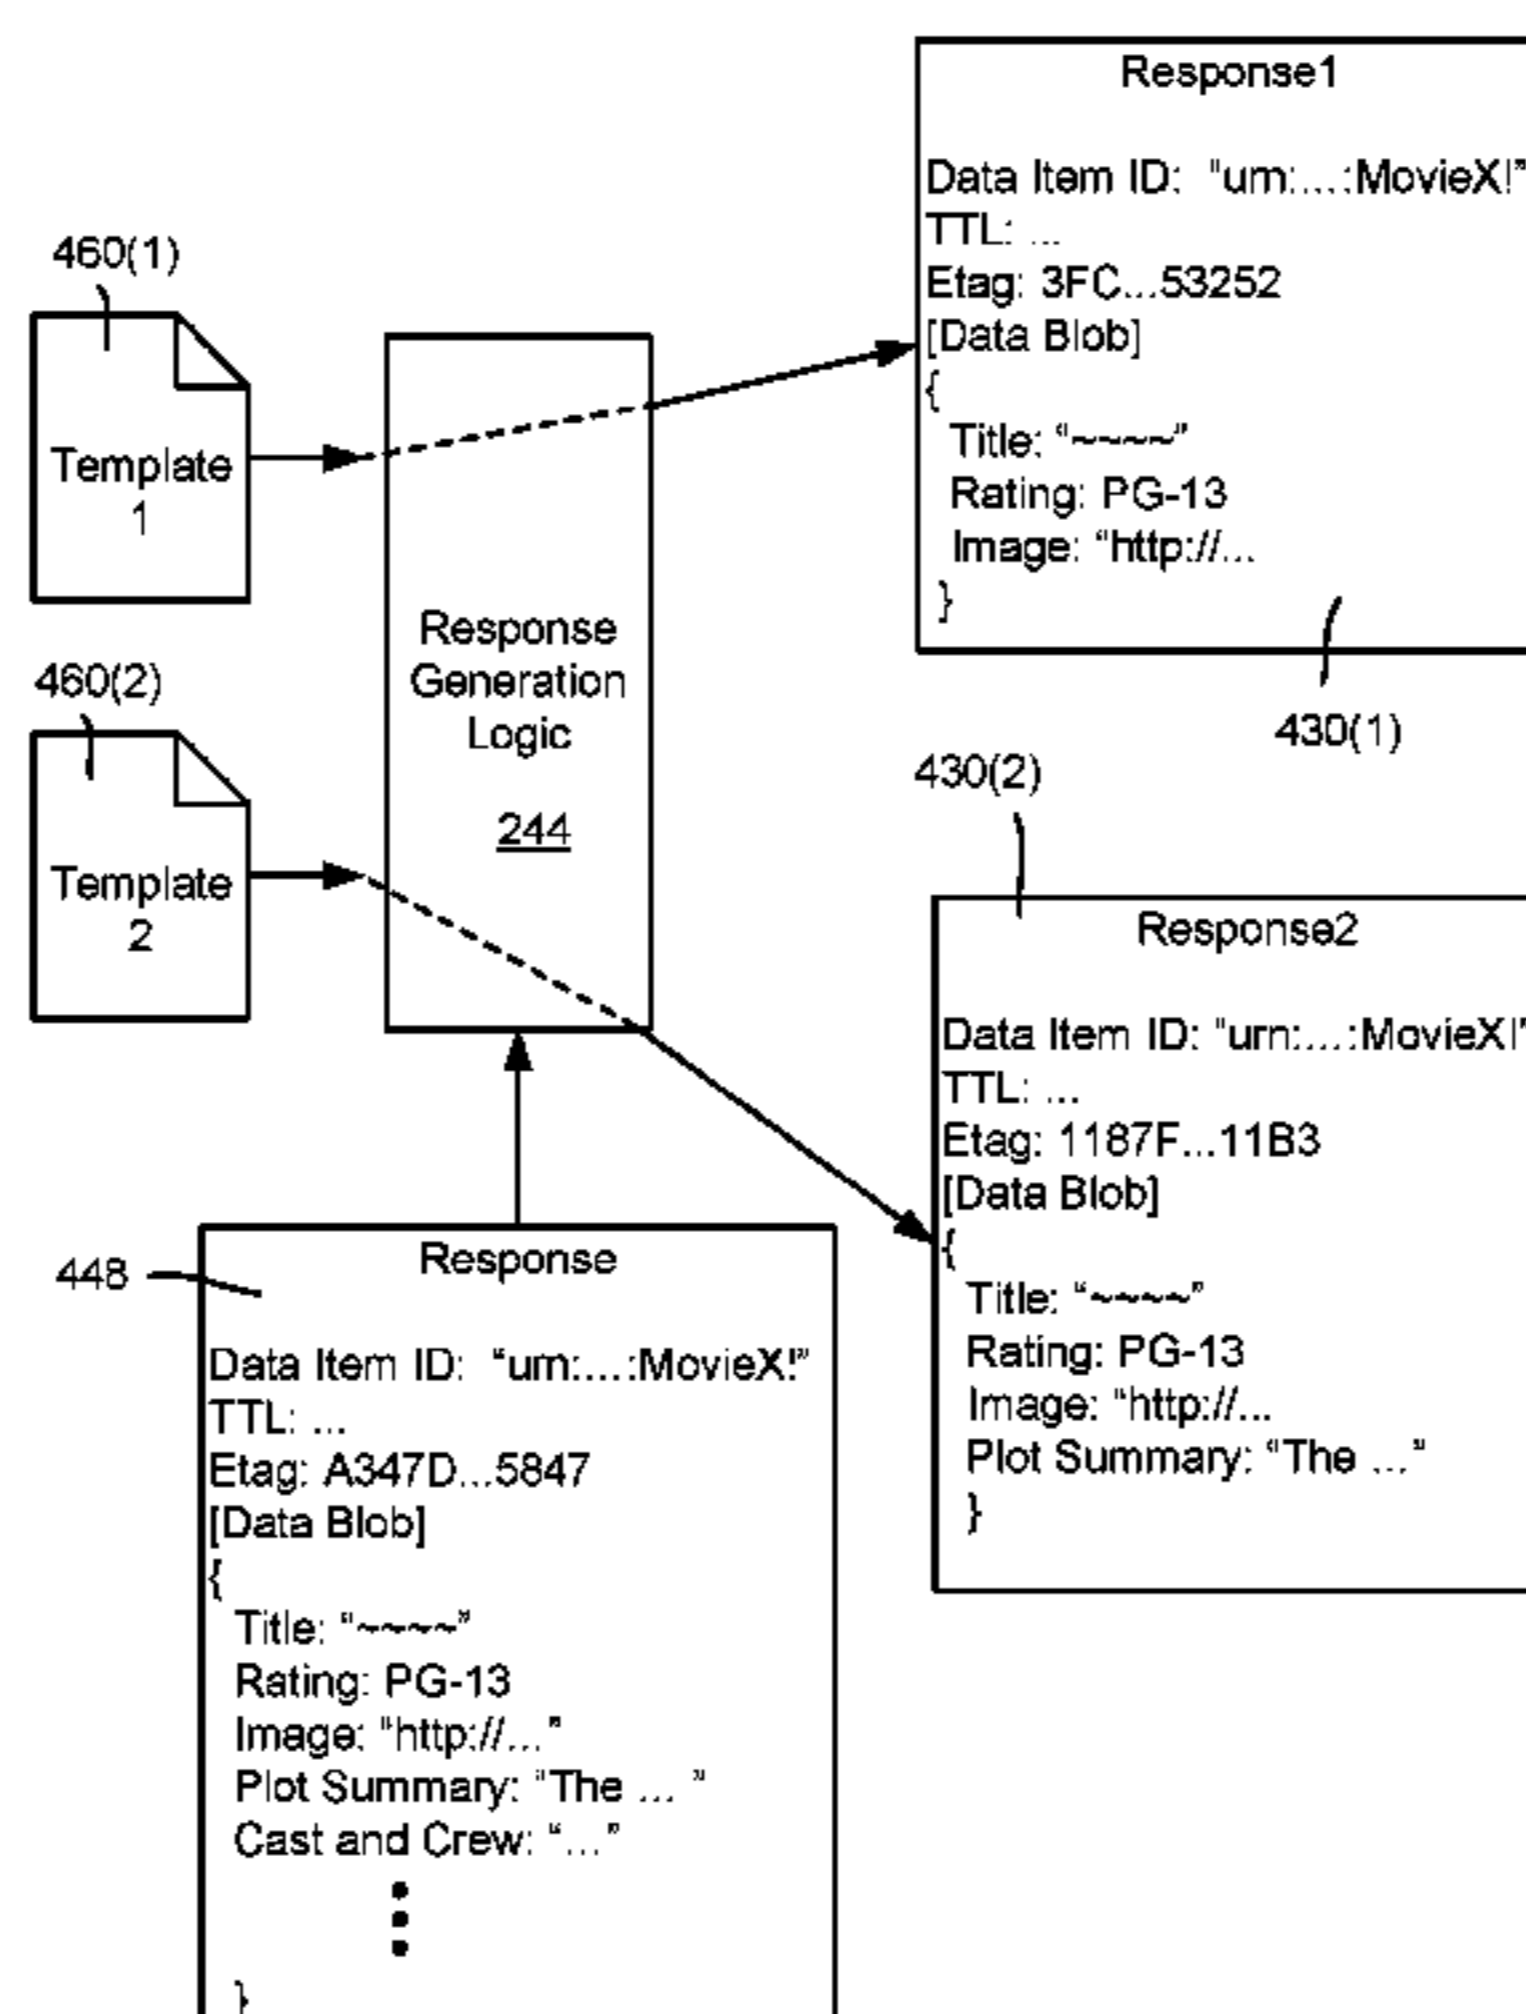 460(1)
Template
1
460(2)
Template
2
Response
Generation
Logic
244
Response1
Data Item ID: "urn:...:MovieX!"
TTL: ...
Etag: 3FC...53252
[Data Blob]
{
Title: "~~~~"
Rating: PG-13
Image: "http://...
}
430(1)
430(2)
Response2
Data Item ID: "urn:...:MovieX!"
TTL: ...
Etag: 1187F...11B3
[Data Blob]
{
Title: "~~~~"
Rating: PG-13
Image: "http://...
Plot Summary: "The ..."
}
448
Response
Data Item ID: "urn:...:MovieX!"
TTL: ...
Etag: A347D...5847
[Data Blob]
{
Title: "~~~~"
Rating: PG-13
Image: "http://..."
Plot Summary: "The ... "
Cast and Crew: "..."
}